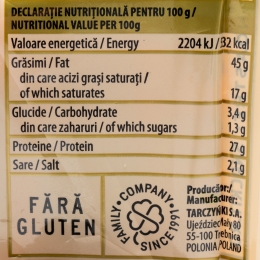 DECLARAȚIE NUTRIȚIONALĂ PENTRU 100 g /
NUTRITIONAL VALUE PER 100g
Valoare energetică / Energy 2204 kJ / 532 kcal
Grăsimi / Fat 45 g
din care acizi grași saturați /
of which saturates 17 g
Glucide / Carbohydrate 3,4 g
din care zaharuri / of which sugars 1,3 g
Proteine / Protein 27 g
Sare / Salt 2,1 g
FĂRĂ
GLUTEN
FAMILY • COMPANY • SINCE 1991
Producător /
Manufacturer:
TARCZYŃSKI S.A.
Ujeździec Mały 80
55-100 Trzebnica
POLONIA/POLAND